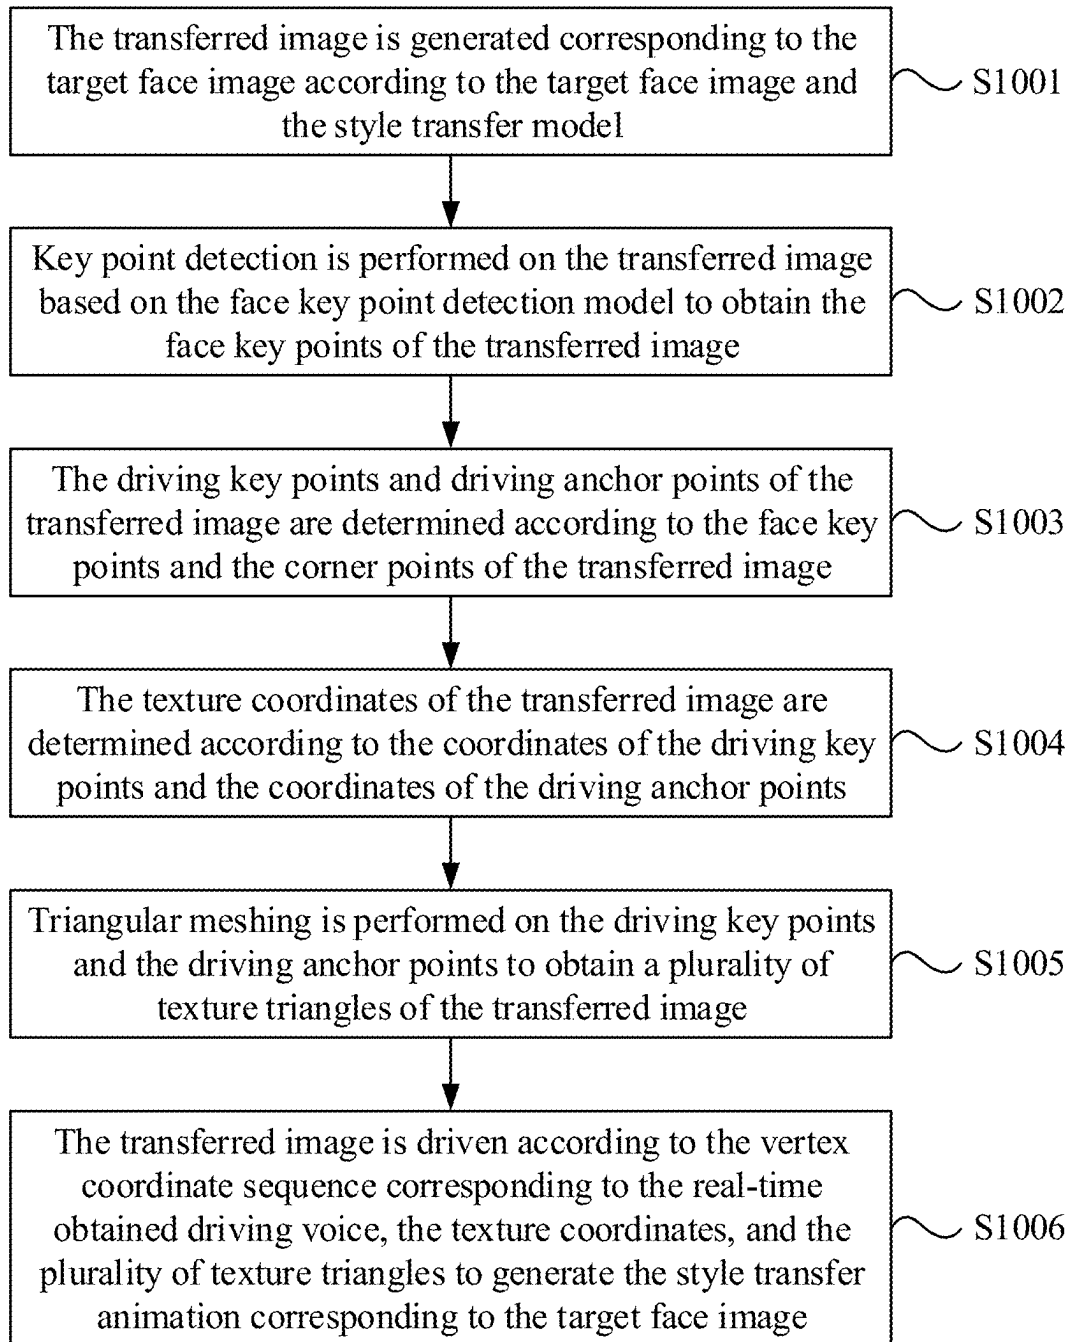 The transferred image is generated corresponding to the
target face image according to the target face image and
the style transfer model
S1001
Key point detection is performed on the transferred image
based on the face key point detection model to obtain the
face key points of the transferred image
S1002
The driving key points and driving anchor points of the
transferred image are determined according to the face key
points and the corner points of the transferred image
S1003
The texture coordinates of the transferred image are
determined according to the coordinates of the driving key
points and the coordinates of the driving anchor points
S1004
Triangular meshing is performed on the driving key points
and the driving anchor points to obtain a plurality of
texture triangles of the transferred image
S1005
The transferred image is driven according to the vertex
coordinate sequence corresponding to the real-time
obtained driving voice, the texture coordinates, and the
plurality of texture triangles to generate the style transfer
animation corresponding to the target face image
S1006